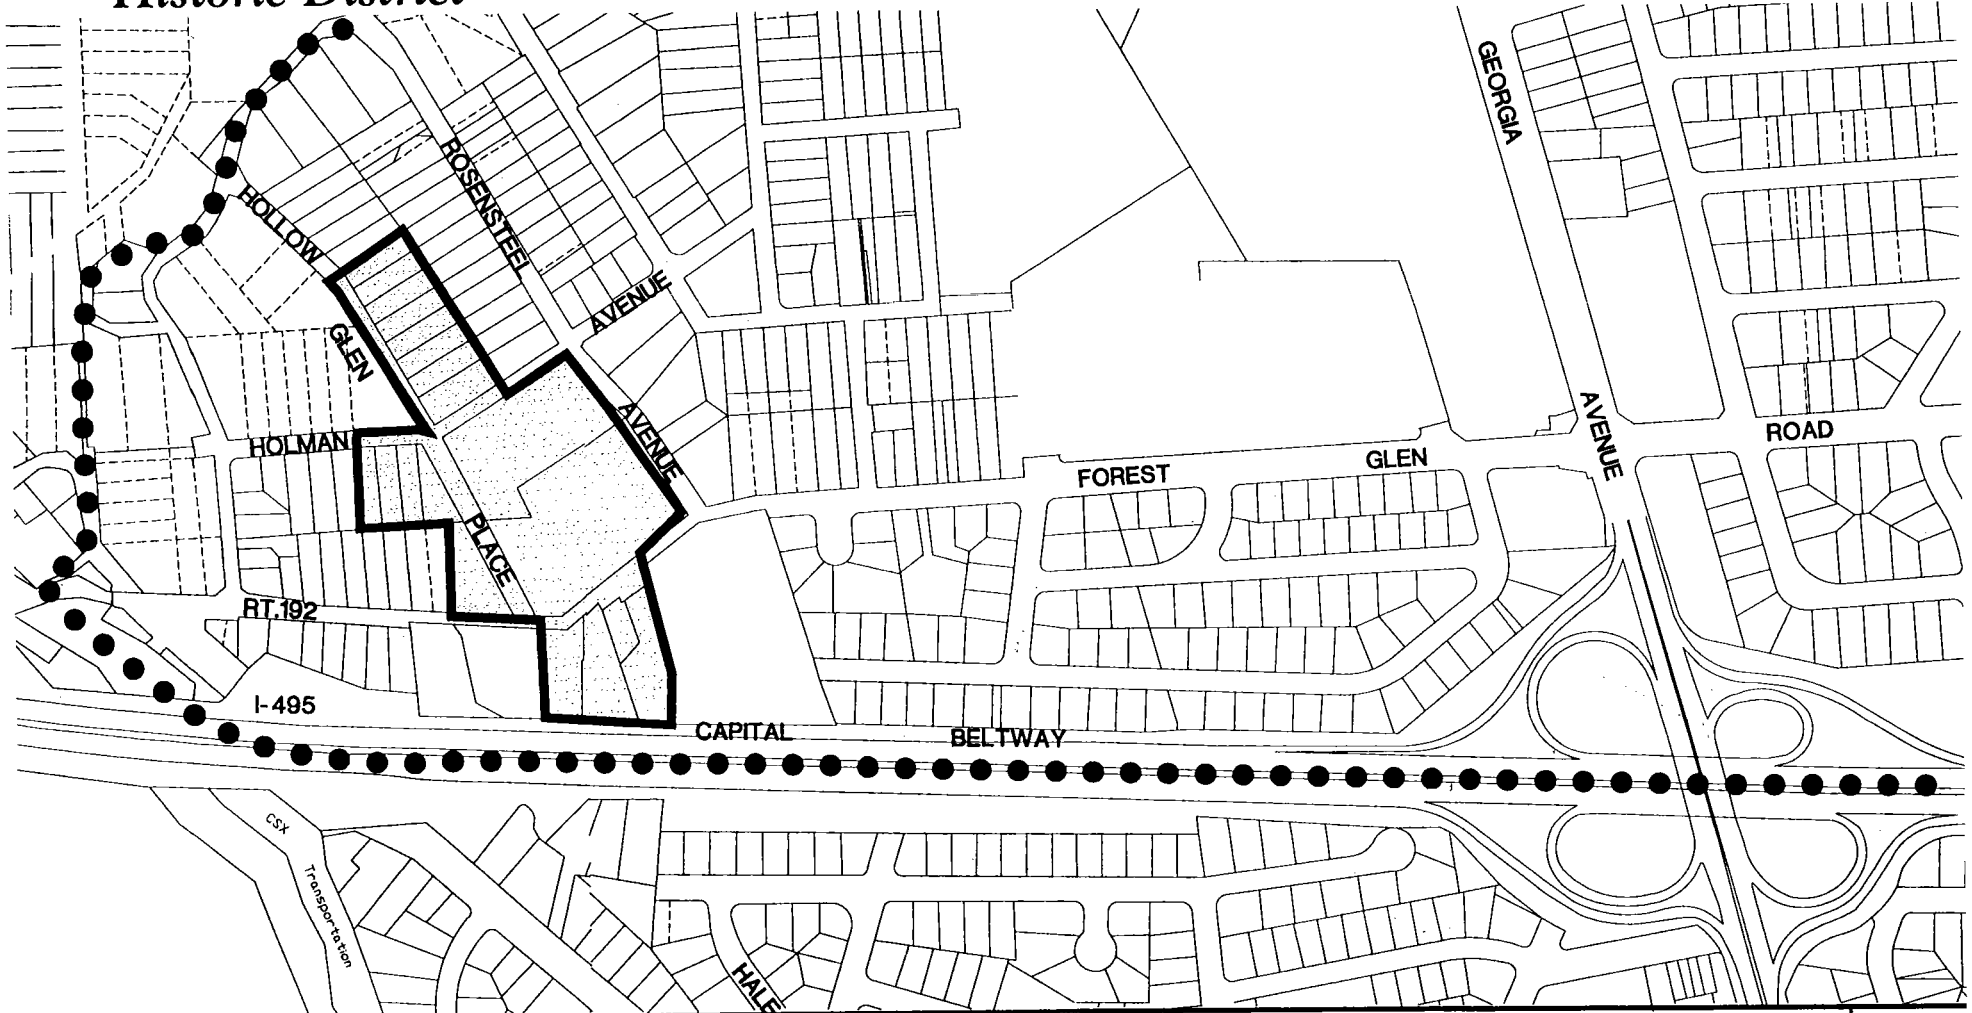 Historic District
GEORGIA
ROSENSTEEL
HOLLOW
AVENUE
GLEN
AVENUE
AVENUE
HOLMAN
ROAD
GLEN
FOREST
PLACE
RT.192
I-495
CAPITAL
BELTWAY
CSX
Transportation
HALE